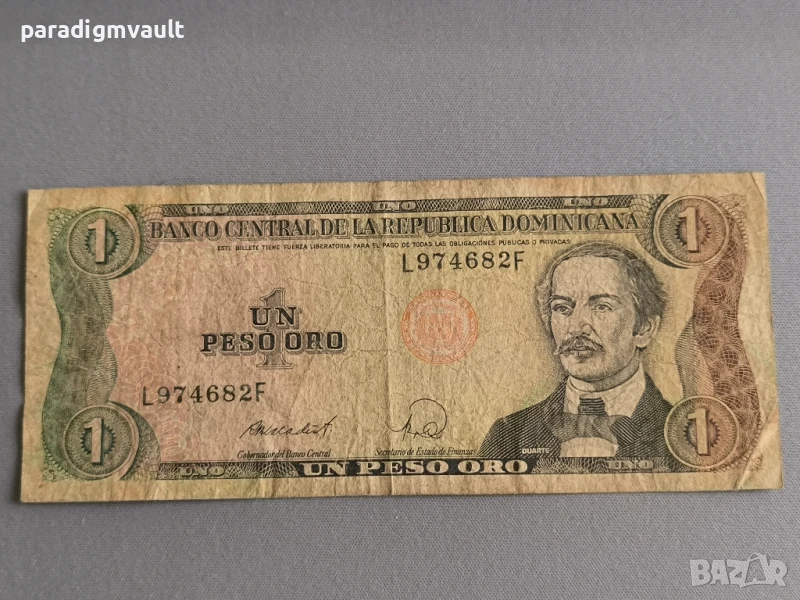 paradigmvault
UNO UNO UNO
1 1
BANCO CENTRAL DE LA REPUBLICA DOMINICANA
ESTE BILLETE TIENE FUERZA LIBERATORIA PARA EL PAGO DE TODAS LAS OBLIGACIONES PUBLICAS O PRIVADAS
L974682F
1
UN
PESO ORO
L974682F
Gobernador del Banco Central Secretario de Estado de Finanzas
DUARTE
1 1
UNO UN PESO ORO UNO
BAZAR